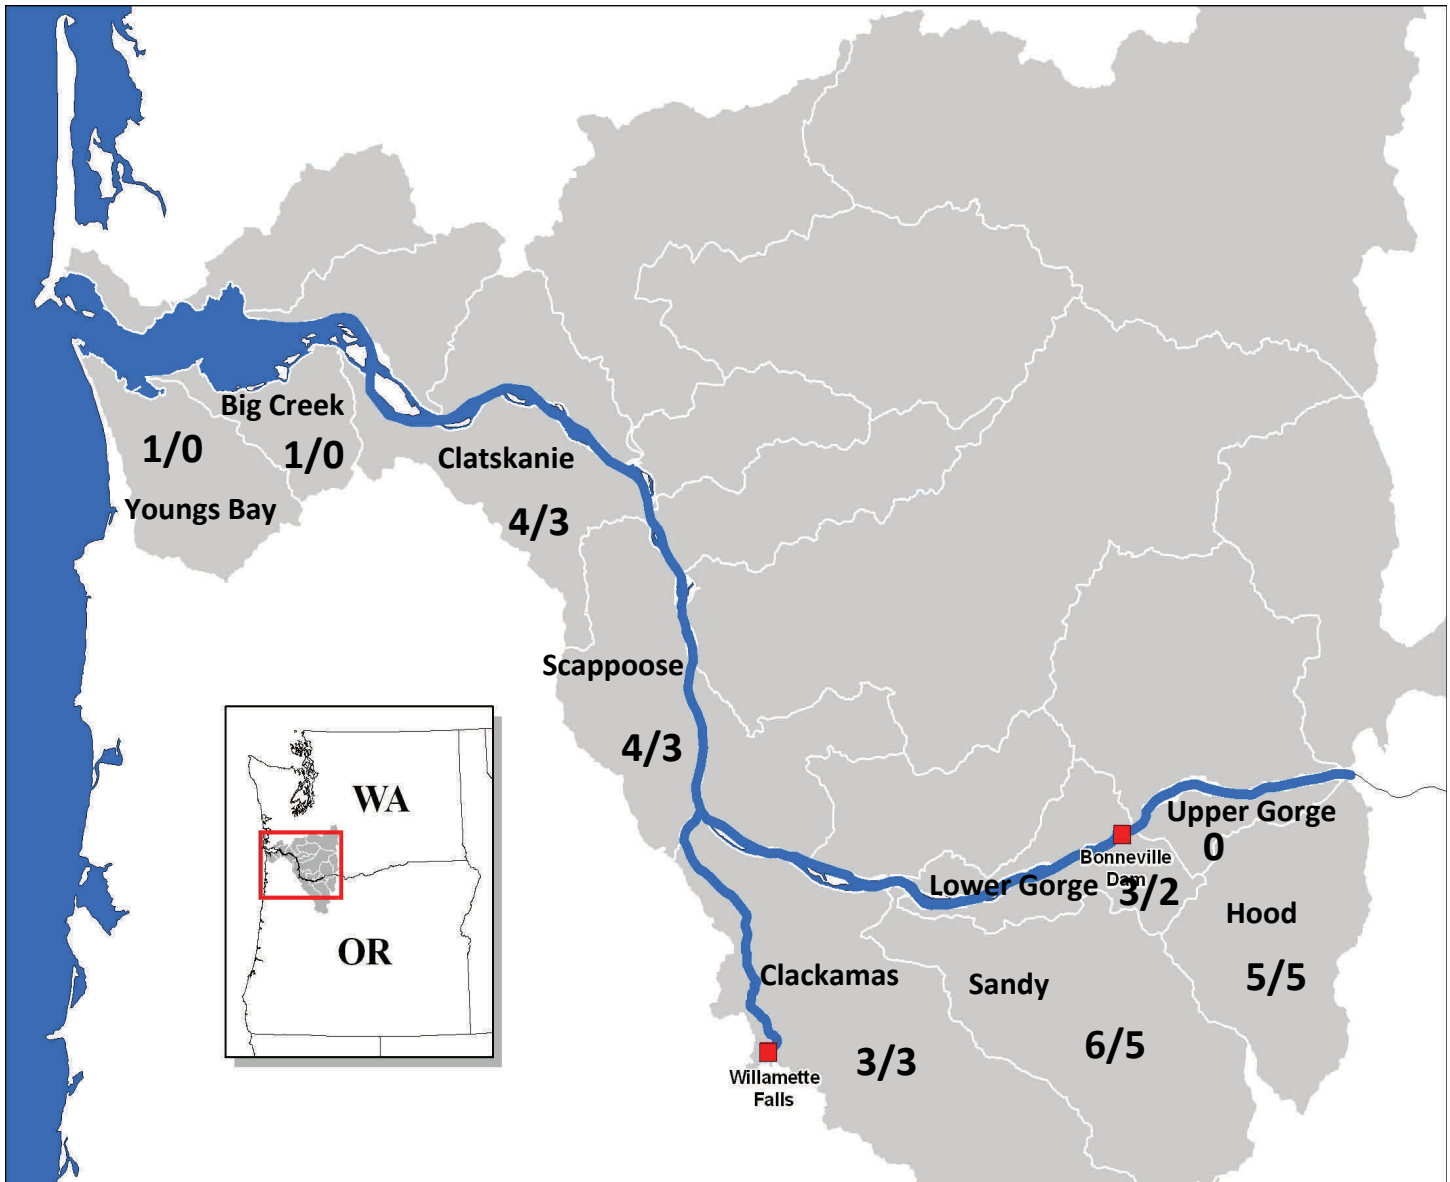 Big Creek
1/0
1/0
Youngs Bay
Clatskanie
4/3
Scappoose
4/3
WA
OR
Upper Gorge
0
Bonneville
Dam
Lower Gorge
3/2
Hood
5/5
Clackamas
3/3
Sandy
6/5
Willamette
Falls